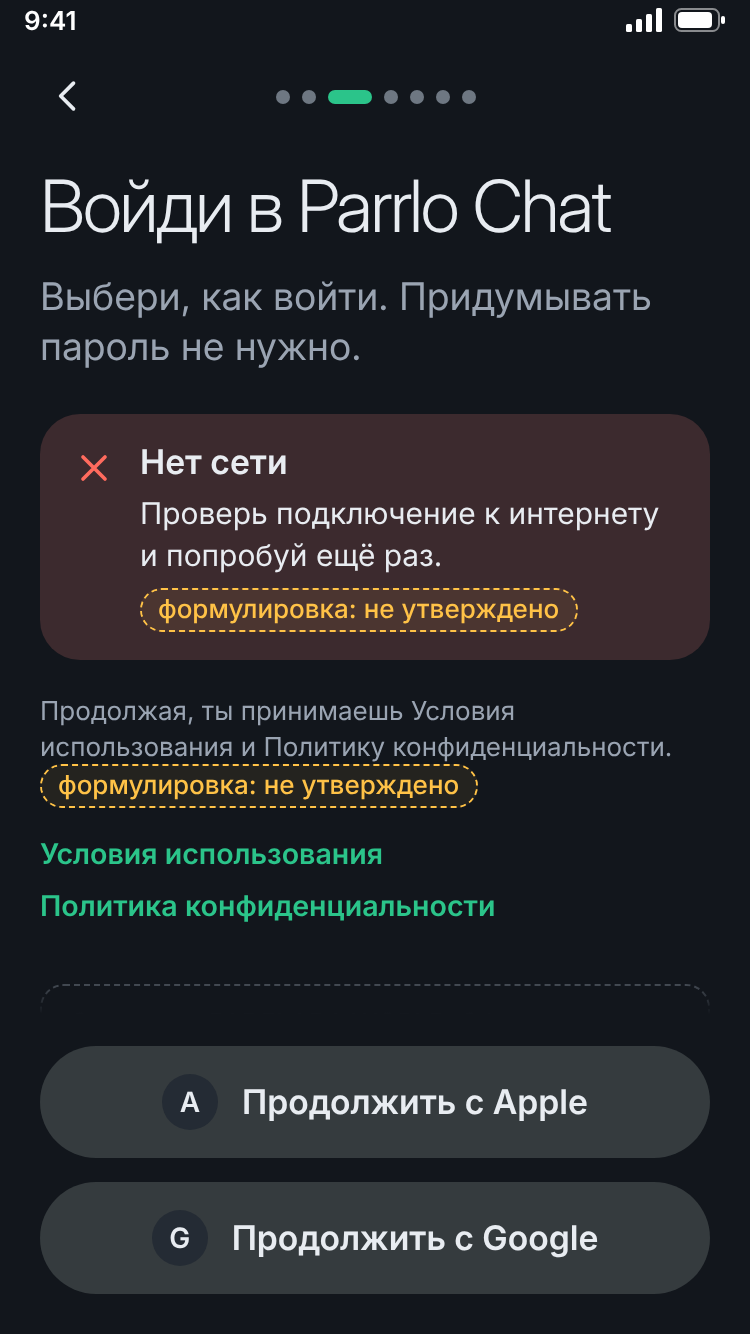 9:41
Войди в Parrlo Chat
Выбери, как войти. Придумывать
пароль не нужно.
Нет сети
Проверь подключение к интернету
и попробуй ещё раз.
формулировка: не утверждено
Продолжая, ты принимаешь Условия
использования и Политику конфиденциальности.
формулировка: не утверждено
Условия использования
Политика конфиденциальности
A Продолжить с Apple
G Продолжить с Google